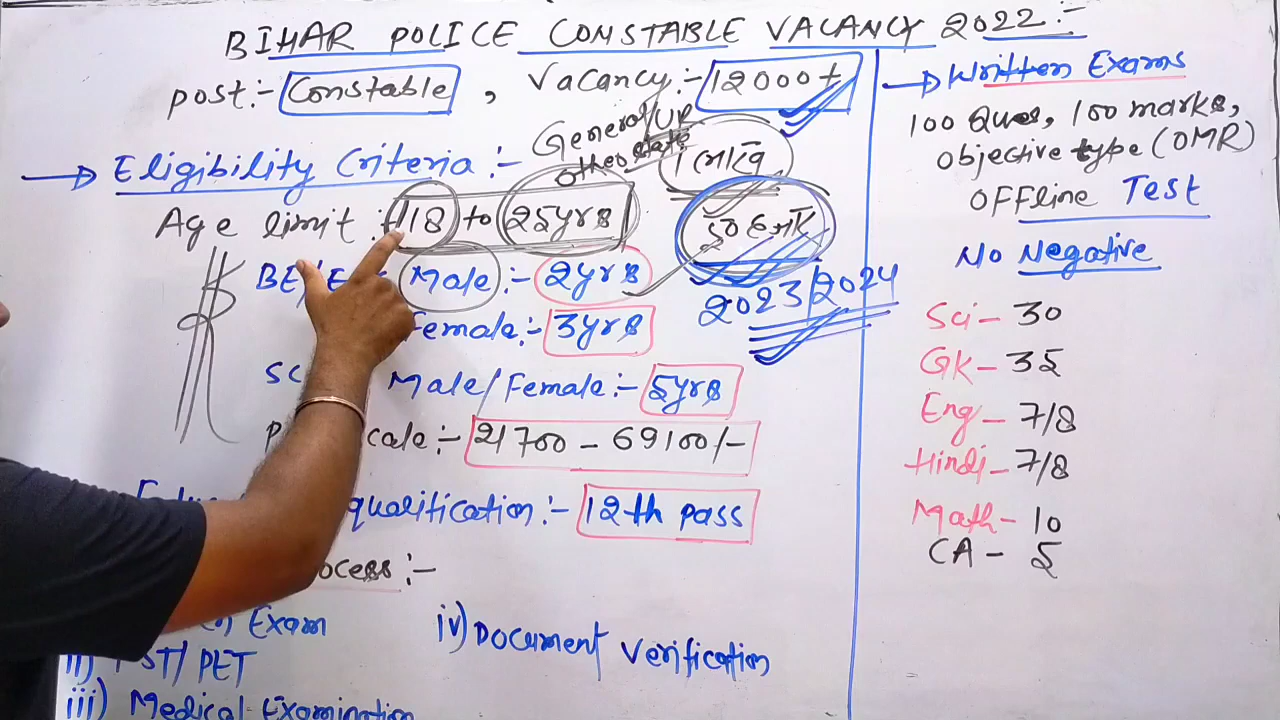 BIHAR POLICE CONSTABLE VACANCY 2022:-
post:- Constable, Vacancy:- 12000+
→ Eligibility Criteria:-
General/UR
other state
Age limit :- 18 to 25yrs
Male:- 2yrs
2023/2024
Female:- 3yrs
SC Male/Female:- 5yrs
cale:- 21700 - 69100/-
qualification:- 12th pass
ocess:-
Exam
iv) Document Verification
ii) PST/PET
iii) Medical Examination
→ Written Exams
100 Ques, 100 marks,
objective type (OMR)
OFFline Test
No Negative
Sci- 30
GK- 35
Eng- 7/8
Hindi- 7/8
Math- 10
CA- 5